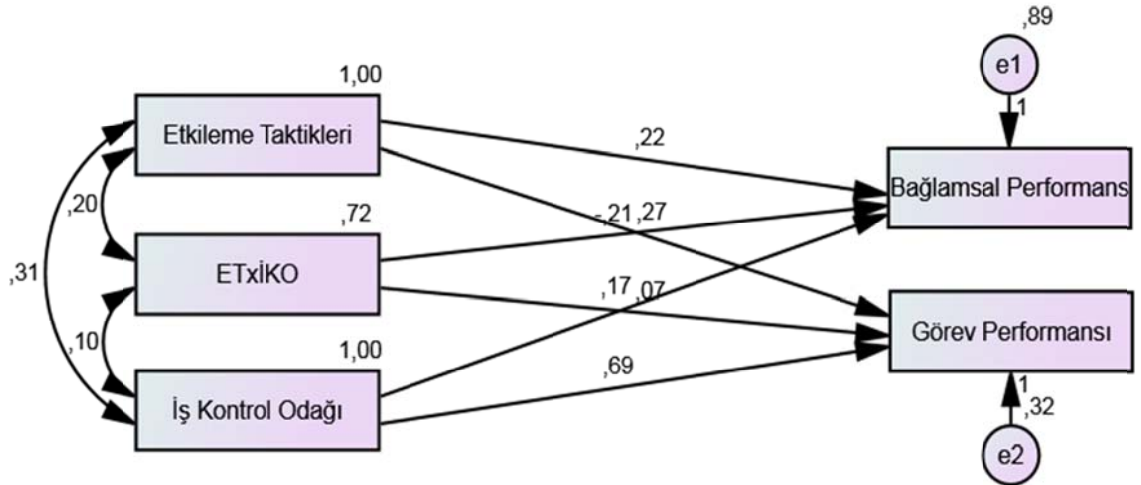 ,89
e1
1
1,00
Etkileme Taktikleri
,22
Bağlamsal Performans
,20
,72
-,21
,27
,31
ETxİKO
,17
,07
Görev Performansı
,10
1,00
,69
İş Kontrol Odağı
1
,32
e2